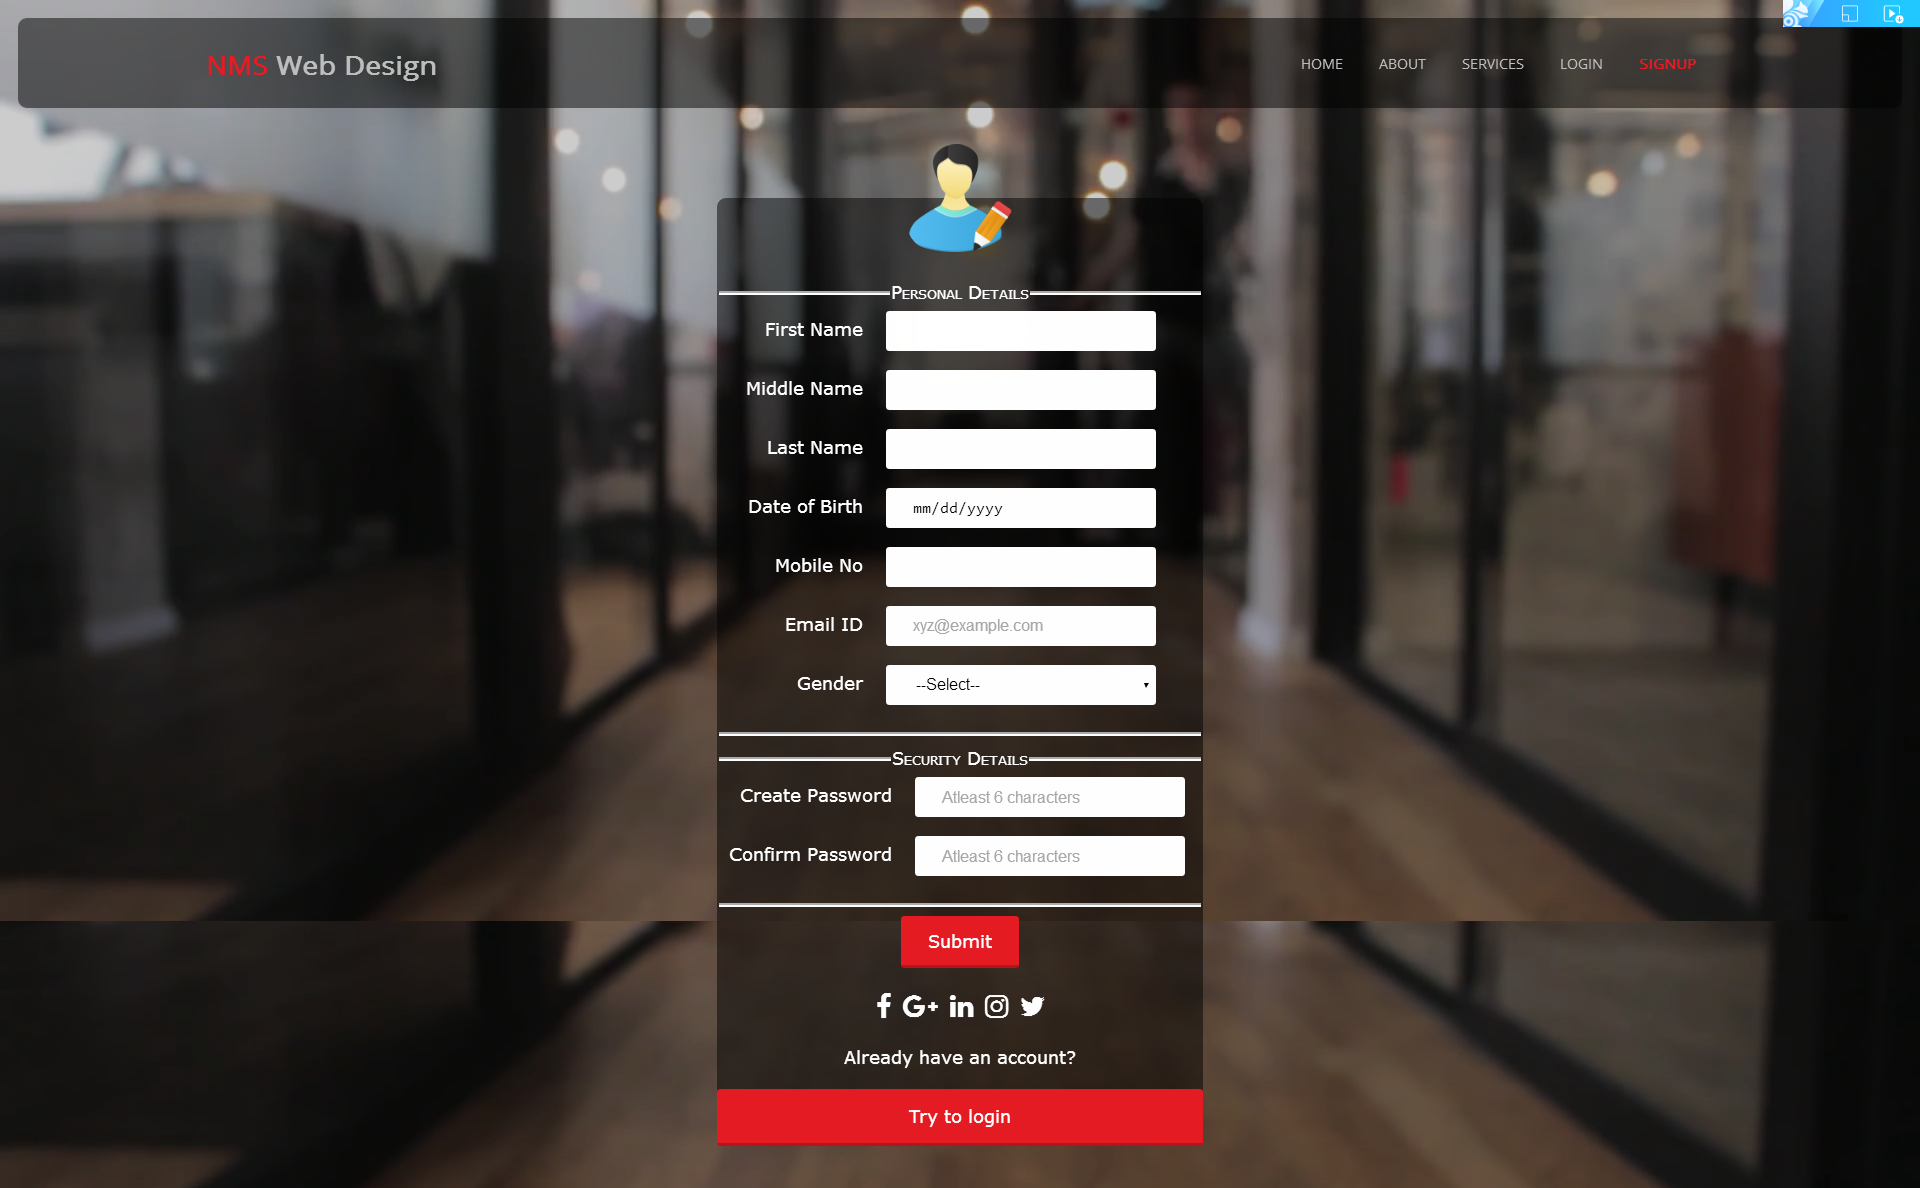 NMS Web Design
HOME ABOUT SERVICES LOGIN SIGNUP
Personal Details
First Name
Middle Name
Last Name
Date of Birth mm/dd/yyyy
Mobile No
Email ID xyz@example.com
Gender --Select--
Security Details
Create Password Atleast 6 characters
Confirm Password Atleast 6 characters
Submit
Already have an account?
Try to login